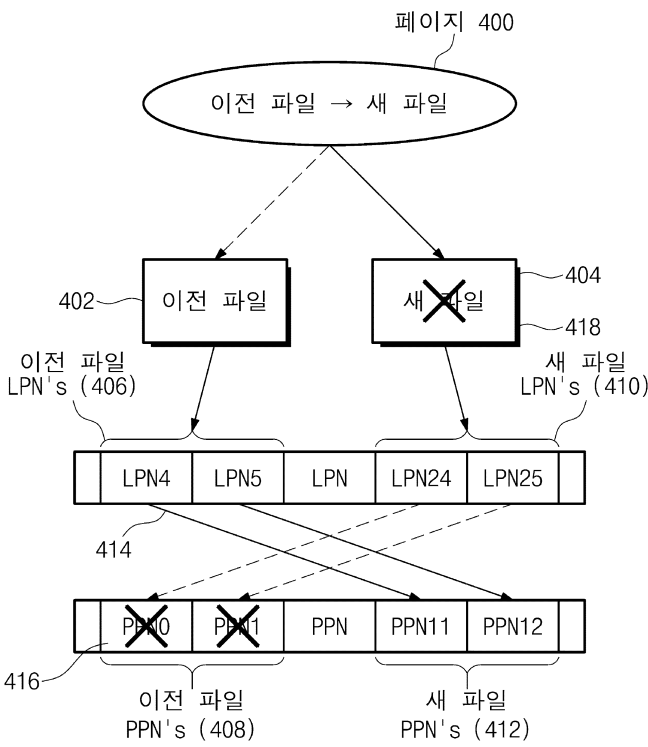 페이지 400
이전 파일 → 새 파일
402
이전 파일
새 파일
404
418
이전 파일
LPN's (406)
새 파일
LPN's (410)
LPN4 LPN5 LPN LPN24 LPN25
414
PPN0 PPN1 PPN PPN11 PPN12
416
이전 파일
PPN's (408)
새 파일
PPN's (412)